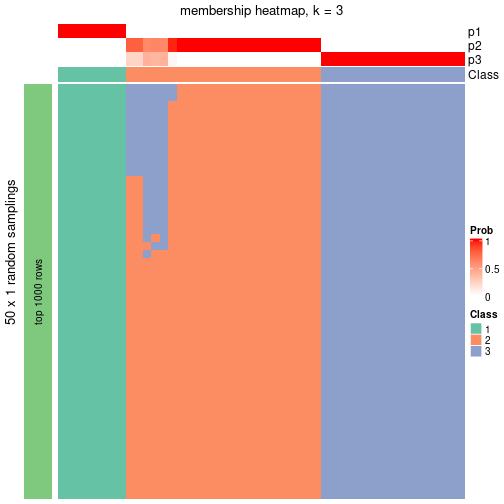 membership heatmap, k = 3
p1
p2
p3
Class
50 x 1 random samplings
top 1000 rows
Prob
1
0.5
0
Class
1
2
3